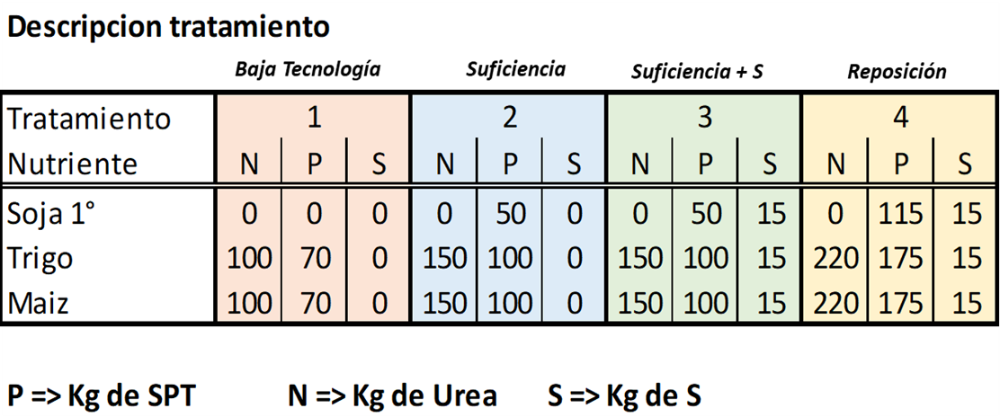 Descripcion tratamiento
Baja Tecnología Suficiencia Suficiencia + S Reposición
Tratamiento 1 2 3 4
Nutriente N P S N P S N P S N P S
Soja 1° 0 0 0 0 50 0 0 50 15 0 115 15
Trigo 100 70 0 150 100 0 150 100 15 220 175 15
Maiz 100 70 0 150 100 0 150 100 15 220 175 15
P => Kg de SPT N => Kg de Urea S => Kg de S